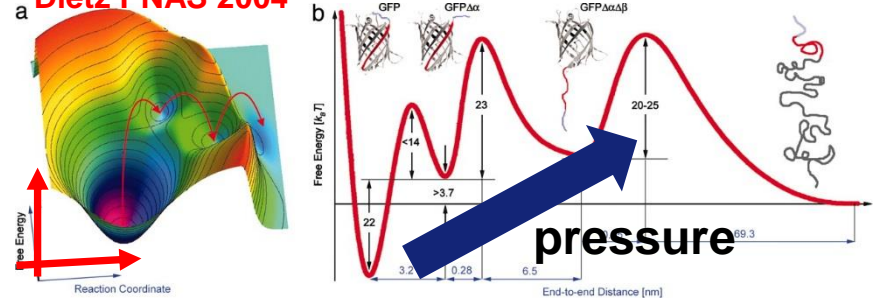 Dietz PNAS 2004
a
Free Energy
Reaction Coordinate
b
GFP
GFPΔα
GFPΔαΔβ
Free Energy [kBT]
23
20-25
<14
>3.7
22
pressure
3.2
0.28
6.5
69.3
End-to-end Distance [nm]